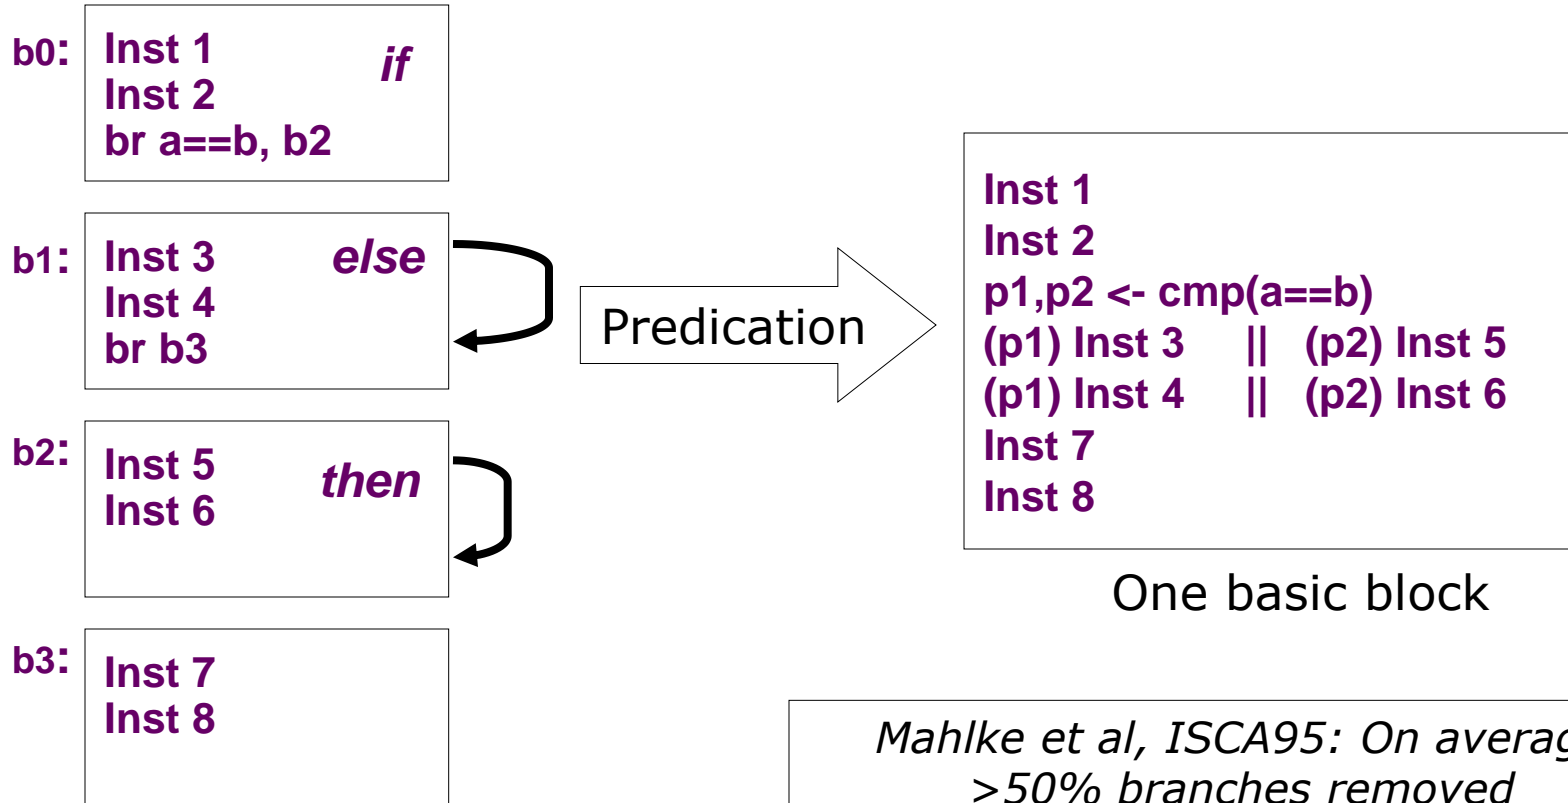 b0:
Inst 1
if
Inst 2
br a==b, b2
b1:
Inst 3
else
Inst 4
br b3
b2:
Inst 5
then
Inst 6
b3:
Inst 7
Inst 8
Predication
Inst 1
Inst 2
p1,p2 <- cmp(a==b)
(p1) Inst 3 || (p2) Inst 5
(p1) Inst 4 || (p2) Inst 6
Inst 7
Inst 8
One basic block
Mahlke et al, ISCA95: On averag
>50% branches removed